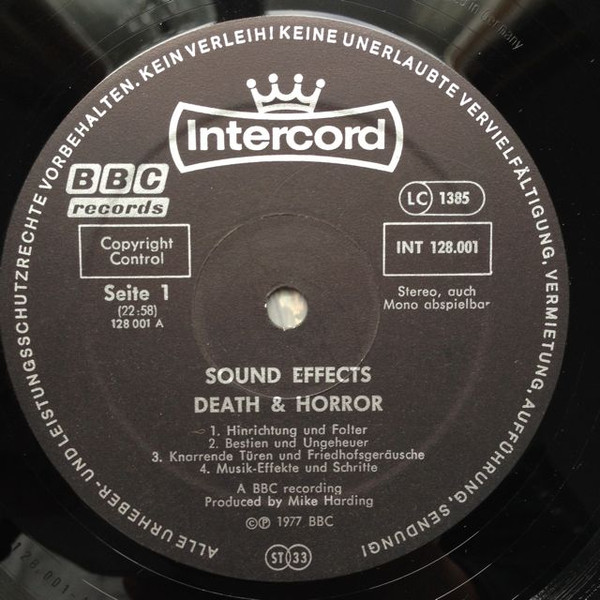 ALLE URHEBER- UND LEISTUNGSSCHUTZRECHTE VORBEHALTEN. KEIN VERLEIH! KEINE UNERLAUBTE VERVIELFÄLTIGUNG, VERMIETUNG, AUFFÜHRUNG, SENDUNG!
Intercord
BBC
records
LC 1385
Copyright
Control
INT 128.001
Seite 1
(22:58)
128 001 A
Stereo, auch
Mono abspielbar
SOUND EFFECTS
DEATH & HORROR
1. Hinrichtung und Folter
2. Bestien und Ungeheuer
3. Knarrende Türen und Friedhofsgeräusche
4. Musik-Effekte und Schritte
A BBC recording
Produced by Mike Harding
©℗ 1977 BBC
ST 33